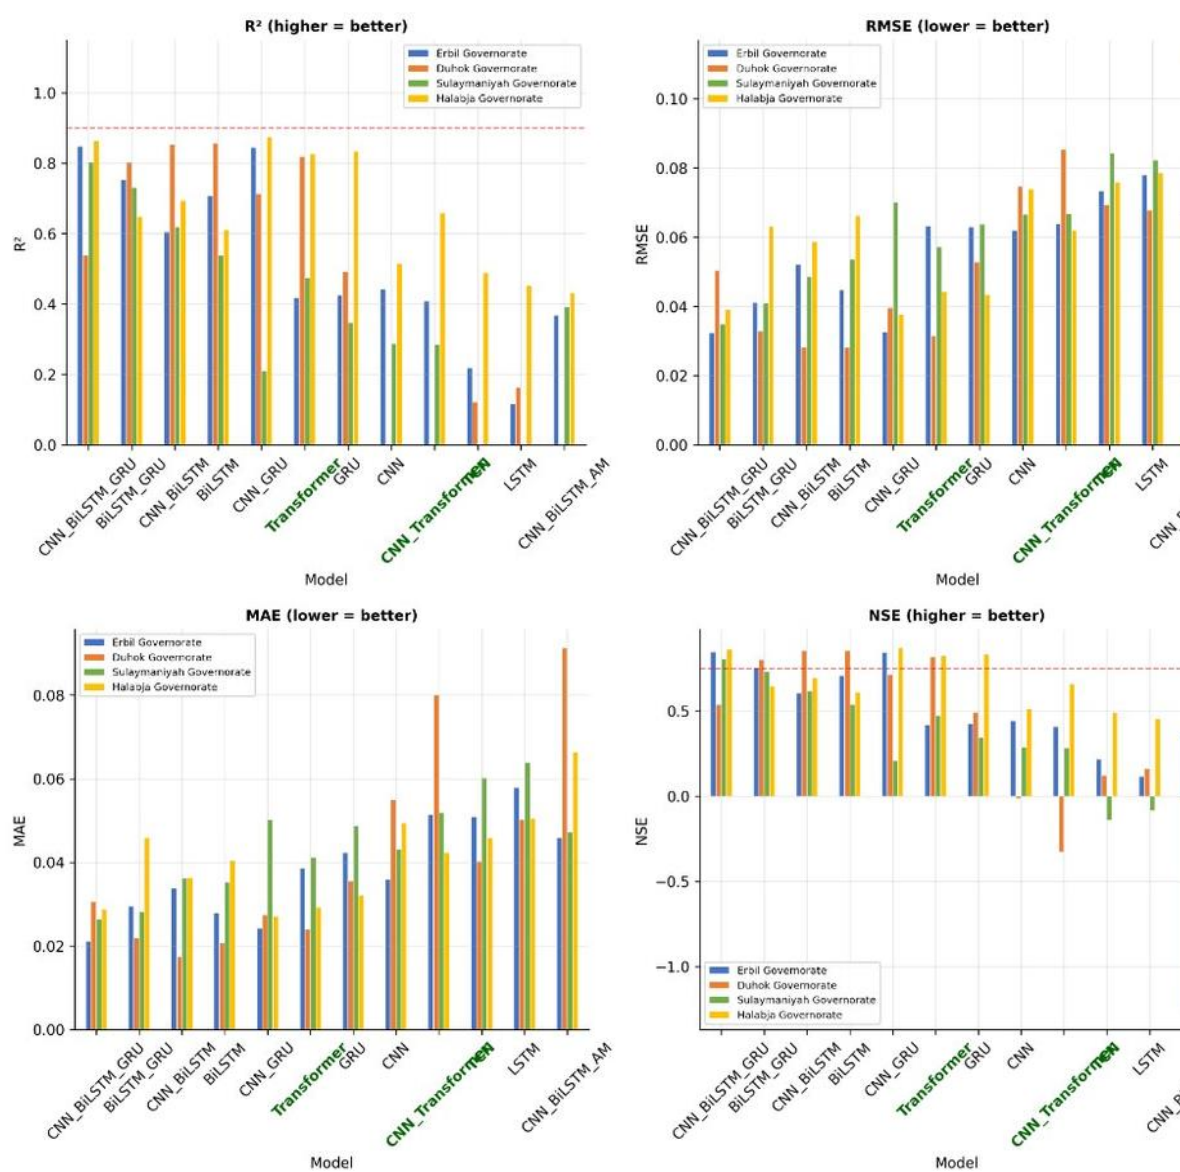 R² (higher = better)
Erbil Governorate
Duhok Governorate
Sulaymaniyah Governorate
Halabja Governorate
1.0
0.8
0.6
0.4
0.2
0.0
R²
CNN_BiLSTM_GRU
BiLSTM_GRU
CNN_BiLSTM
BiLSTM
CNN_GRU
Transformer
GRU
CNN
CNN_Transformer
LSTM
CNN_BiLSTM_AM
Model
RMSE (lower = better)
Erbil Governorate
Duhok Governorate
Sulaymaniyah Governorate
Halabja Governorate
0.10
0.08
0.06
0.04
0.02
0.00
RMSE
CNN_BiLSTM_GRU
BiLSTM_GRU
CNN_BiLSTM
BiLSTM
CNN_GRU
Transformer
GRU
CNN
CNN_Transformer
LSTM
CNN_B
Model
MAE (lower = better)
Erbil Governorate
Duhok Governorate
Sulaymaniyah Governorate
Halabja Governorate
0.08
0.06
0.04
0.02
0.00
MAE
CNN_BiLSTM_GRU
BiLSTM_GRU
CNN_BiLSTM
BiLSTM
CNN_GRU
Transformer
GRU
CNN
CNN_Transformer
LSTM
CNN_BiLSTM_AM
Model
NSE (higher = better)
0.5
0.0
−0.5
−1.0
NSE
Erbil Governorate
Duhok Governorate
Sulaymaniyah Governorate
Halabja Governorate
CNN_BiLSTM_GRU
BiLSTM_GRU
CNN_BiLSTM
BiLSTM
CNN_GRU
Transformer
GRU
CNN
CNN_Transformer
LSTM
CNN_B
Model